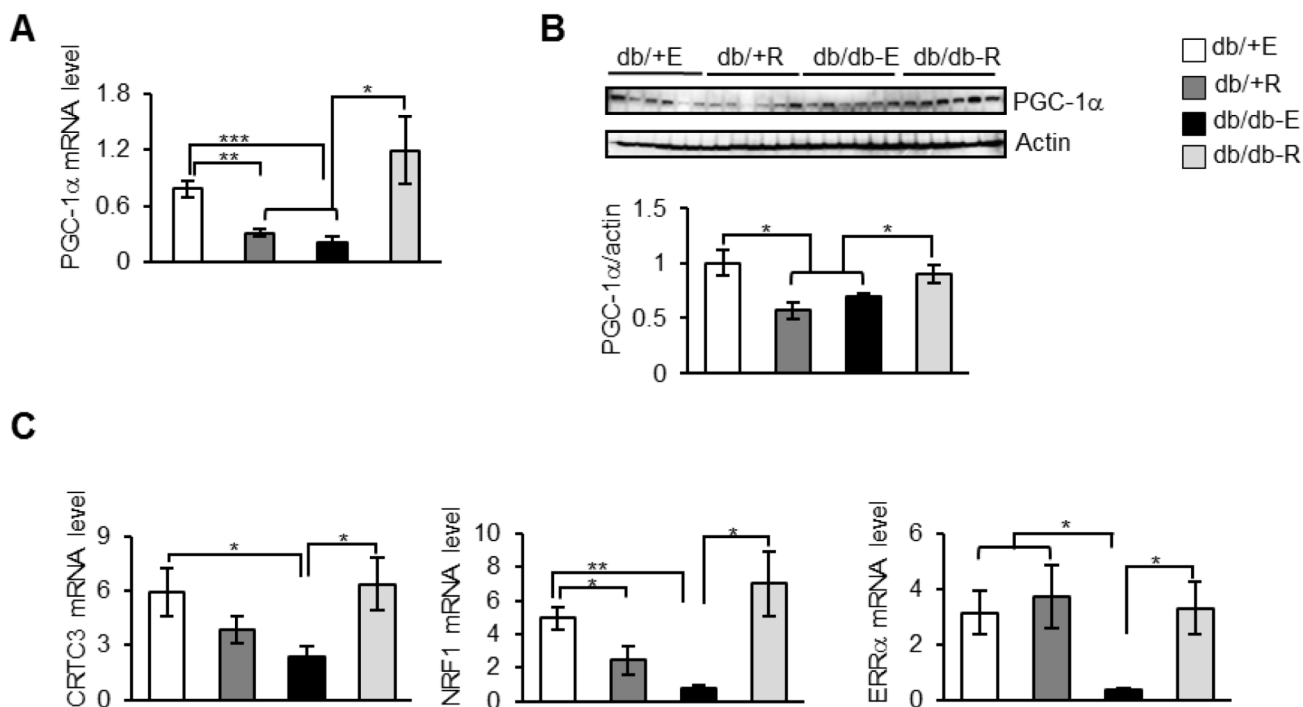 A
PGC-1α mRNA level
1.8
1.2
0.6
0
***
**
*
B
db/+E db/+R db/db-E db/db-R
PGC-1α
Actin
PGC-1α/actin
1.5
1
0.5
0
*
*
db/+E
db/+R
db/db-E
db/db-R
C
CRTC3 mRNA level
9
6
3
0
*
*
NRF1 mRNA level
10
8
6
4
2
0
**
*
*
ERRα mRNA level
6
4
2
0
*
*